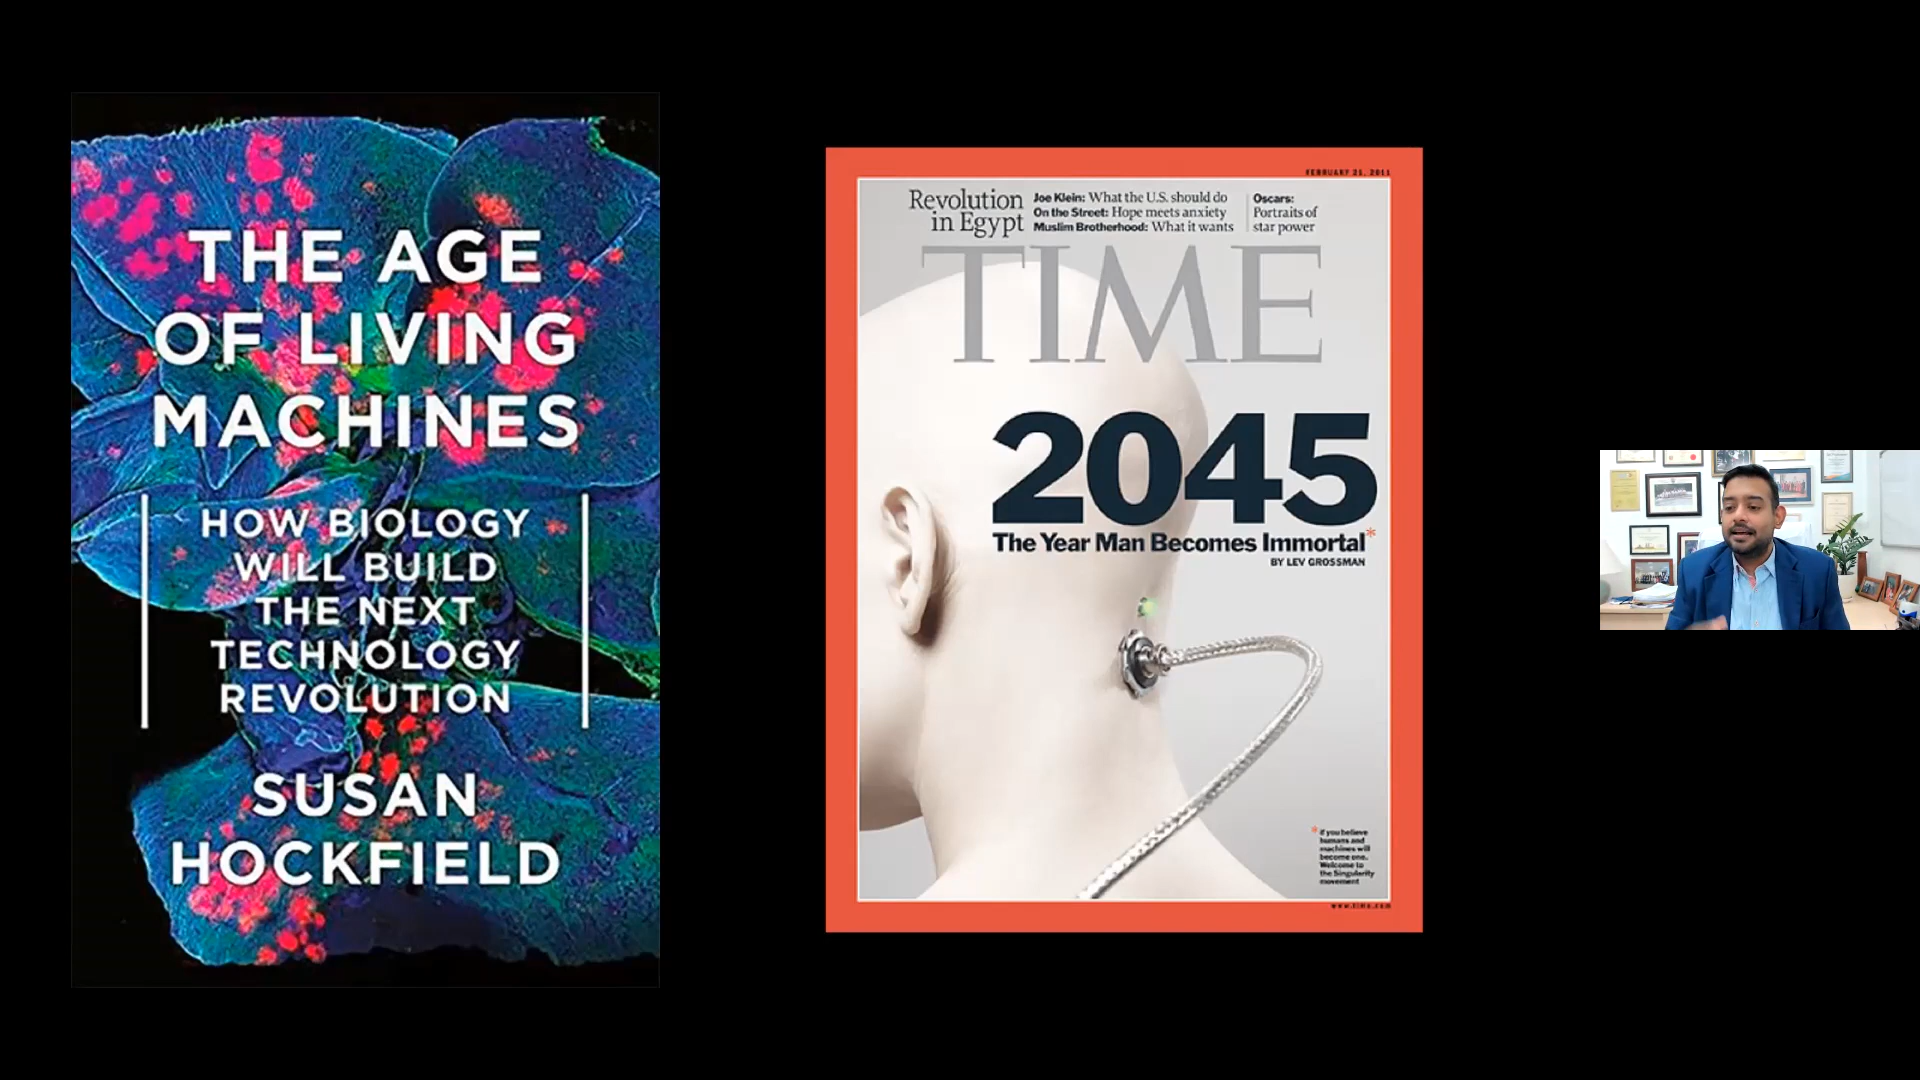 THE AGE
OF LIVING
MACHINES
HOW BIOLOGY
WILL BUILD
THE NEXT
TECHNOLOGY
REVOLUTION
SUSAN
HOCKFIELD
FEBRUARY 21, 2011
Revolution
in Egypt
Joe Klein: What the U.S. should do
On the Street: Hope meets anxiety
Muslim Brotherhood: What it wants
Oscars:
Portraits of
star power
TIME
2045
The Year Man Becomes Immortal*
BY LEV GROSSMAN
*If you believe
humans and
machines will
become one.
Welcome to
the Singularity
movement
www.time.com